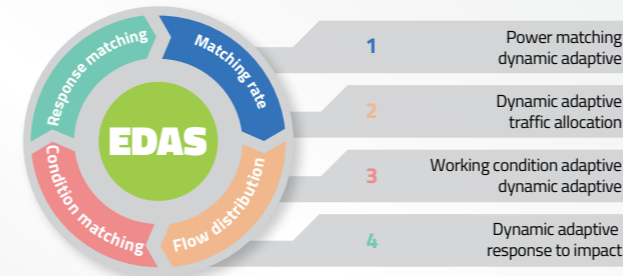 Response matching
Matching rate
EDAS
Condition matching
Flow distribution
1
Power matching
dynamic adaptive
2
Dynamic adaptive
traffic allocation
3
Working condition adaptive
dynamic adaptive
4
Dynamic adaptive
response to impact